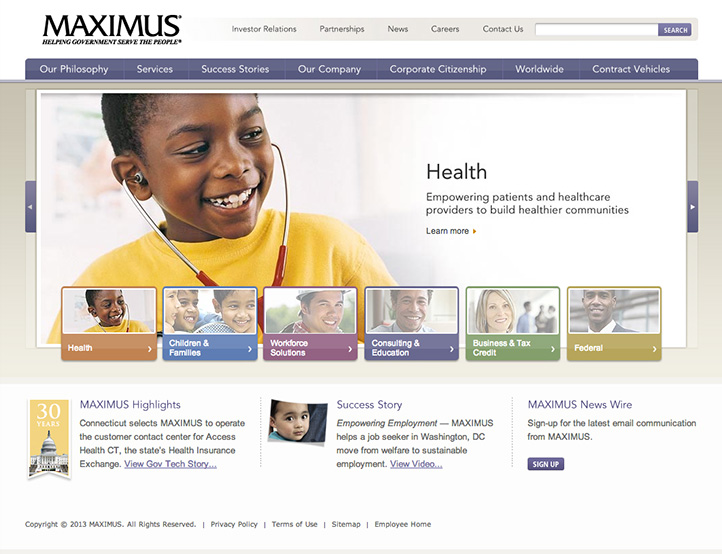 MAXIMUS®
HELPING GOVERNMENT SERVE THE PEOPLE®
Investor Relations
Partnerships
News
Careers
Contact Us
SEARCH
Our Philosophy
Services
Success Stories
Our Company
Corporate Citizenship
Worldwide
Contract Vehicles
Health
Empowering patients and healthcare
providers to build healthier communities
Learn more
Health
Children &
Families
Workforce
Solutions
Consulting &
Education
Business & Tax
Credit
Federal
30
YEARS
MAXIMUS Highlights
Connecticut selects MAXIMUS to operate
the customer contact center for Access
Health CT, the state's Health Insurance
Exchange. View Gov Tech Story...
Success Story
Empowering Employment — MAXIMUS
helps a job seeker in Washington, DC
move from welfare to sustainable
employment. View Video...
MAXIMUS News Wire
Sign-up for the latest email communication
from MAXIMUS.
SIGN UP
Copyright © 2013 MAXIMUS. All Rights Reserved. | Privacy Policy | Terms of Use | Sitemap | Employee Home